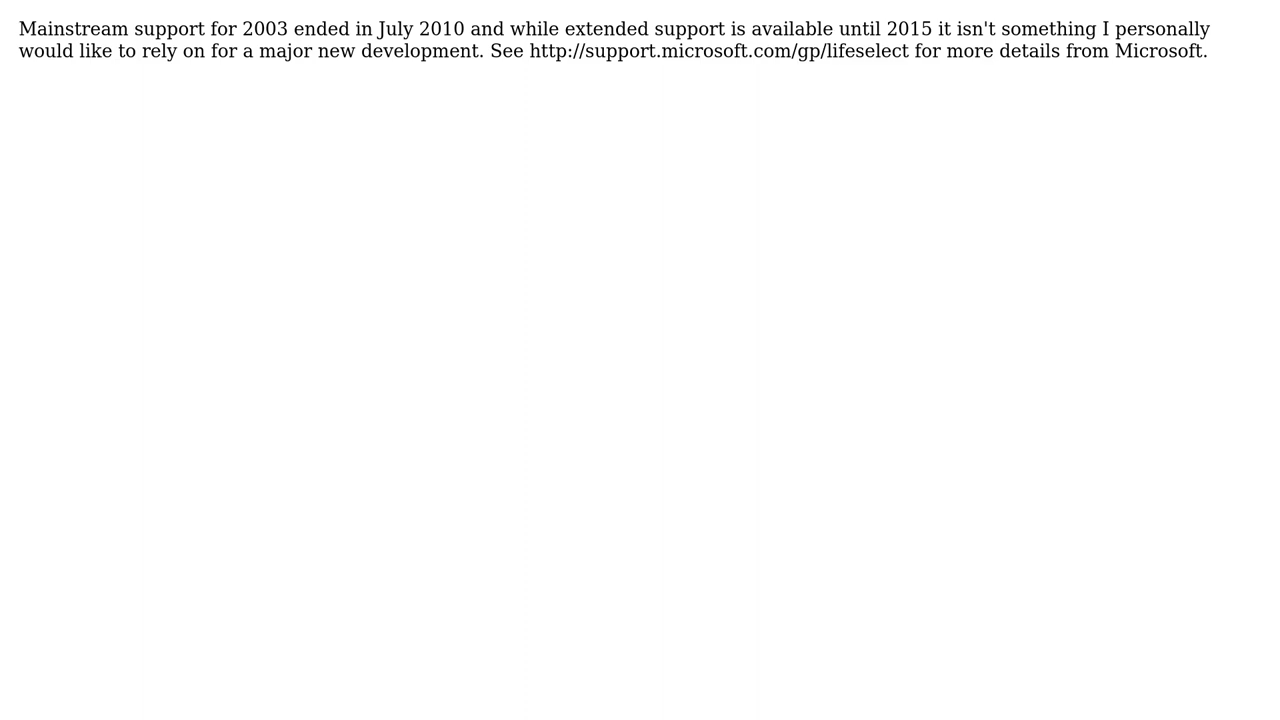 Mainstream support for 2003 ended in July 2010 and while extended support is available until 2015 it isn't something I personally
would like to rely on for a major new development. See http://support.microsoft.com/gp/lifeselect for more details from Microsoft.